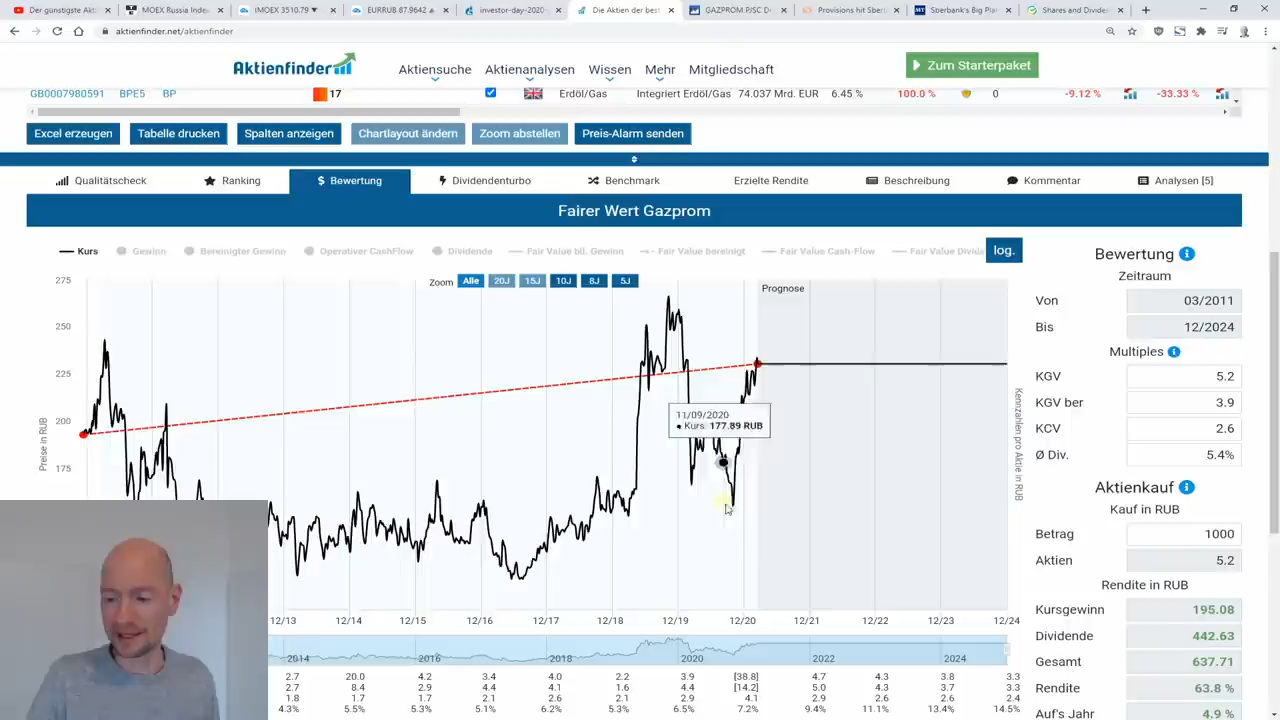 Der günstigste A
MOEX Russia Inde
(IMOEX 3510.79 ▼
EURRUB 87.9642 ▲
investor-day-2020
Die Aktien der best
GAZPROM PJSC D
Provisions hit Sberb
Sberbank's Big Plan
Shares and Dividen
aktienfinder.net/aktienfinder
Aktienfinder
Aktiensuche
Aktienanalysen
Wissen
Mehr
Mitgliedschaft
Zum Starterpaket
GB0007980591 BPE5 BP 17 Erdöl/Gas Integriert Erdöl/Gas 74.037 Mrd. EUR 6.45 % 100.0 % 0 -9.12 % -33.33 %
Excel erzeugen
Tabelle drucken
Spalten anzeigen
Chartlayout ändern
Zoom abstellen
Preis-Alarm senden
Qualitätscheck
Ranking
$ Bewertung
Dividendenturbo
Benchmark
Erzielte Rendite
Beschreibung
Kommentar
Analysen [5]
Fairer Wert Gazprom
Kurs
Gewinn
Bereinigter Gewinn
Operativer CashFlow
Dividende
Fair Value bil. Gewinn
Fair Value bereinigt
Fair Value Cash-Flow
Fair Value Divid
log.
Zoom Alle 20J 15J 10J 8J 5J
Prognose
275
250
225
200
175
Preise in RUB
11/09/2020
Kurs: 177.89 RUB
Kennzahlen pro Aktie in RUB
12/13 12/14 12/15 12/16 12/17 12/18 12/19 12/20 12/21 12/22 12/23 12/24
2014 2016 2018 2020 2022 2024
2.7 20.0 4.2 3.4 4.0 2.2 3.9 [38.8] 4.7 4.3 3.8 3.3
2.7 8.4 2.9 4.4 4.1 1.6 4.4 [14.2] 5.0 4.3 3.7 3.3
1.8 1.7 1.7 2.1 2.6 2.1 2.9 4.1 2.9 2.6 2.6 2.4
4.3% 5.5% 5.3% 5.1% 6.2% 5.3% 6.5% 7.2% 9.4% 11.1% 13.4% 14.5%
Bewertung
Zeitraum
Von 03/2011
Bis 12/2024
Multiples
KGV 5.2
KGV ber 3.9
KCV 2.6
Ø Div. 5.4%
Aktienkauf
Kauf in RUB
Betrag 1000
Aktien 5.2
Rendite in RUB
Kursgewinn 195.08
Dividende 442.63
Gesamt 637.71
Rendite 63.8 %
Auf's Jahr 4.9 %